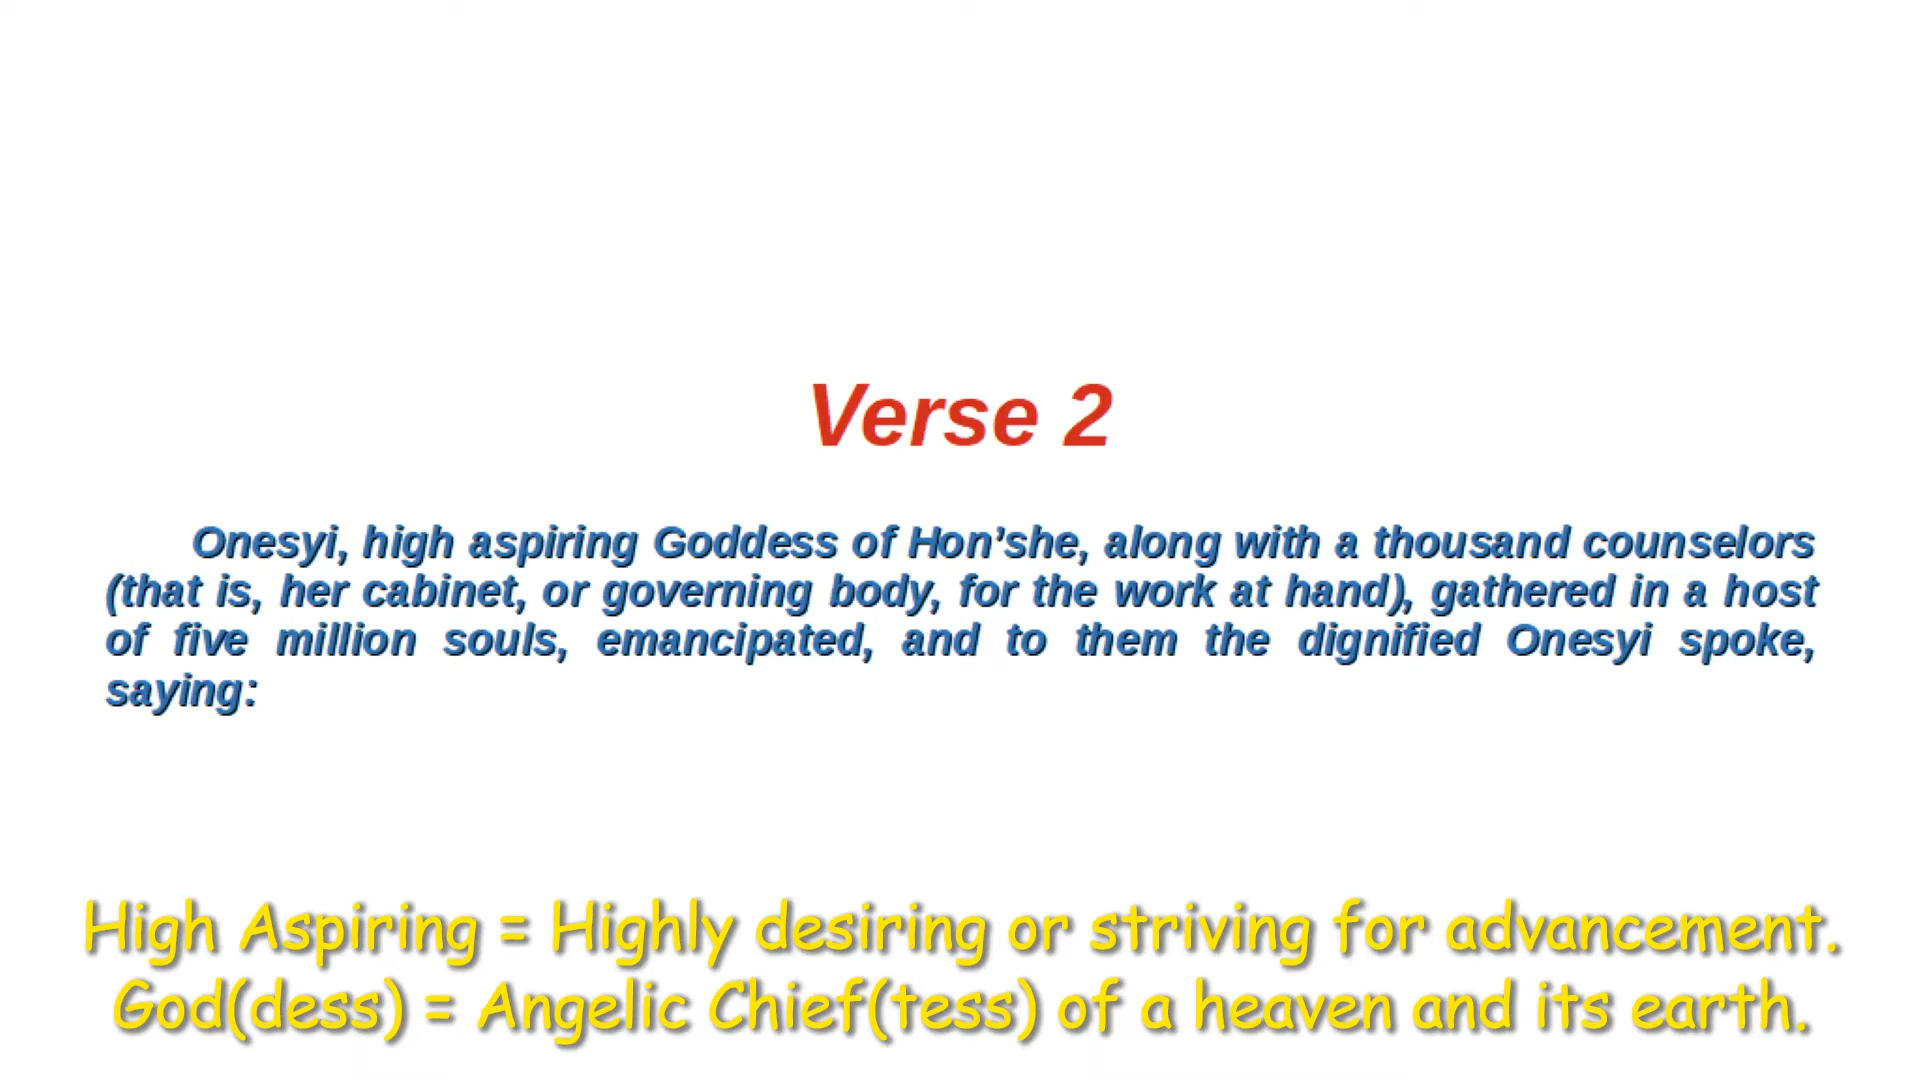 Verse 2
Onesyi, high aspiring Goddess of Hon’she, along with a thousand counselors
(that is, her cabinet, or governing body, for the work at hand), gathered in a host
of five million souls, emancipated, and to them the dignified Onesyi spoke,
saying:
High Aspiring = Highly desiring or striving for advancement.
God(dess) = Angelic Chief(tess) of a heaven and its earth.